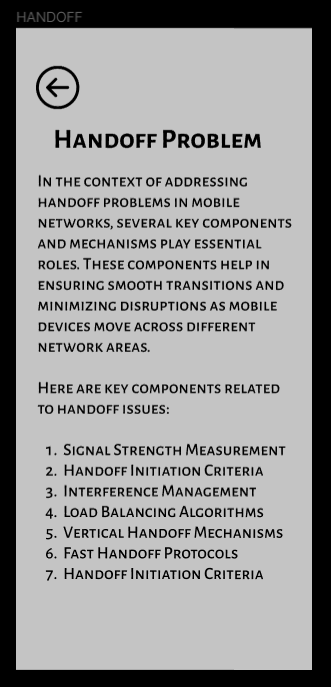 HANDOFF
Handoff Problem
In the context of addressing
handoff problems in mobile
networks, several key components
and mechanisms play essential
roles. These components help in
ensuring smooth transitions and
minimizing disruptions as mobile
devices move across different
network areas.
Here are key components related
to handoff issues:
1. Signal Strength Measurement
2. Handoff Initiation Criteria
3. Interference Management
4. Load Balancing Algorithms
5. Vertical Handoff Mechanisms
6. Fast Handoff Protocols
7. Handoff Initiation Criteria